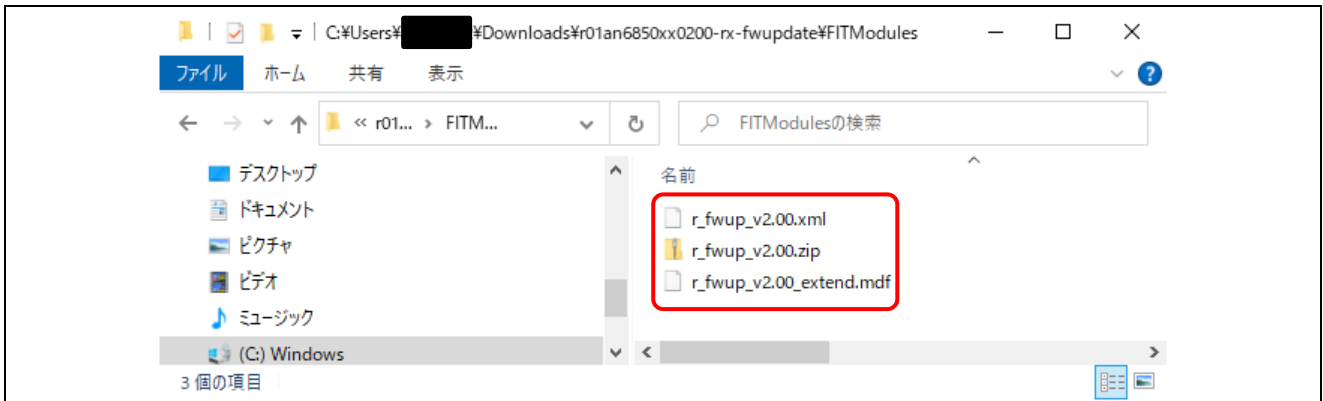 C:¥Users¥ ¥Downloads¥r01an6850xx0200-rx-fwupdate¥FITModules
ファイル ホーム 共有 表示
« r01... › FITM... FITModulesの検索
デスクトップ
ドキュメント
ピクチャ
ビデオ
ミュージック
(C:) Windows
名前
r_fwup_v2.00.xml
r_fwup_v2.00.zip
r_fwup_v2.00_extend.mdf
3 個の項目